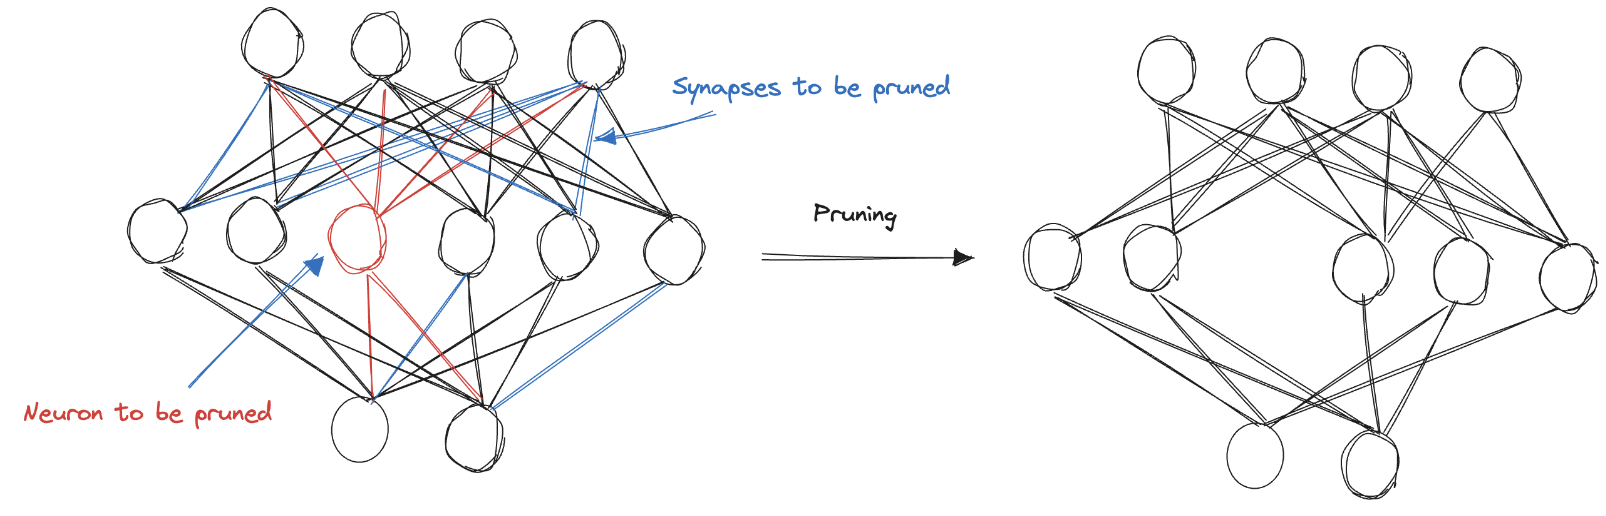 Synapses to be pruned
Pruning
Neuron to be pruned